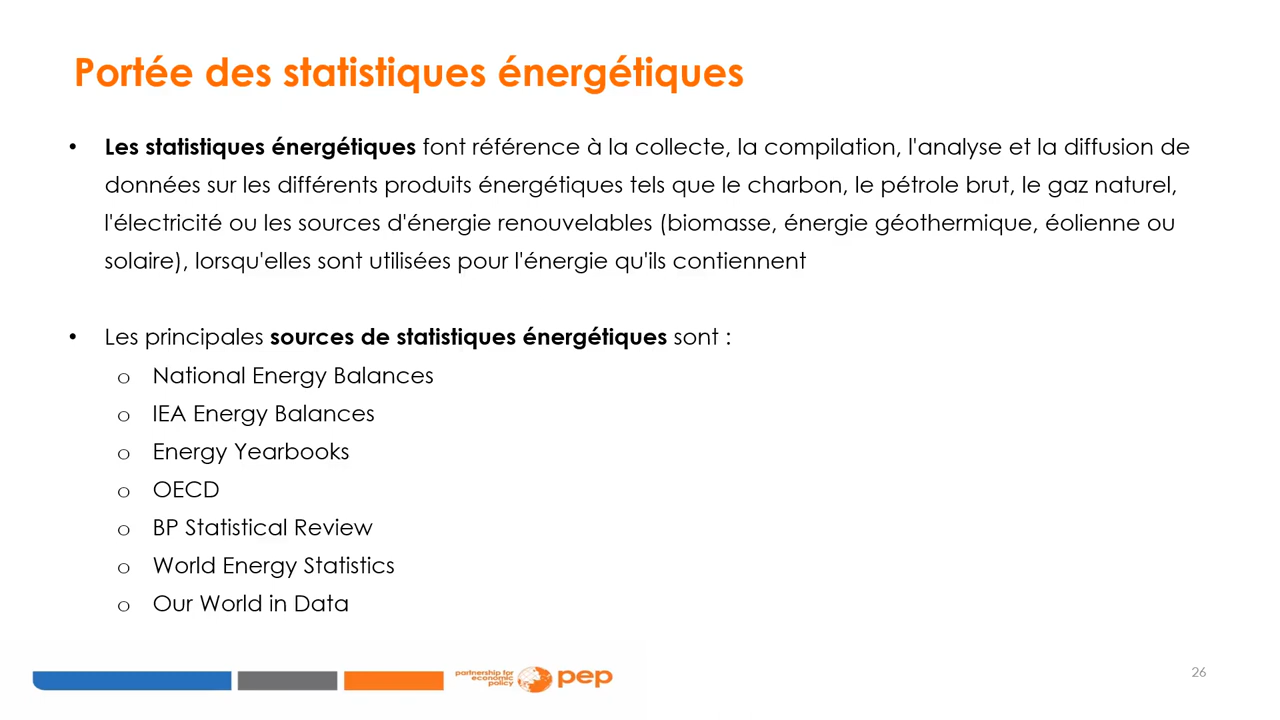 Portée des statistiques énergétiques
• Les statistiques énergétiques font référence à la collecte, la compilation, l'analyse et la diffusion de
données sur les différents produits énergétiques tels que le charbon, le pétrole brut, le gaz naturel,
l'électricité ou les sources d'énergie renouvelables (biomasse, énergie géothermique, éolienne ou
solaire), lorsqu'elles sont utilisées pour l'énergie qu'ils contiennent
• Les principales sources de statistiques énergétiques sont :
o National Energy Balances
o IEA Energy Balances
o Energy Yearbooks
o OECD
o BP Statistical Review
o World Energy Statistics
o Our World in Data
partnership for
economic
policy
pep
26